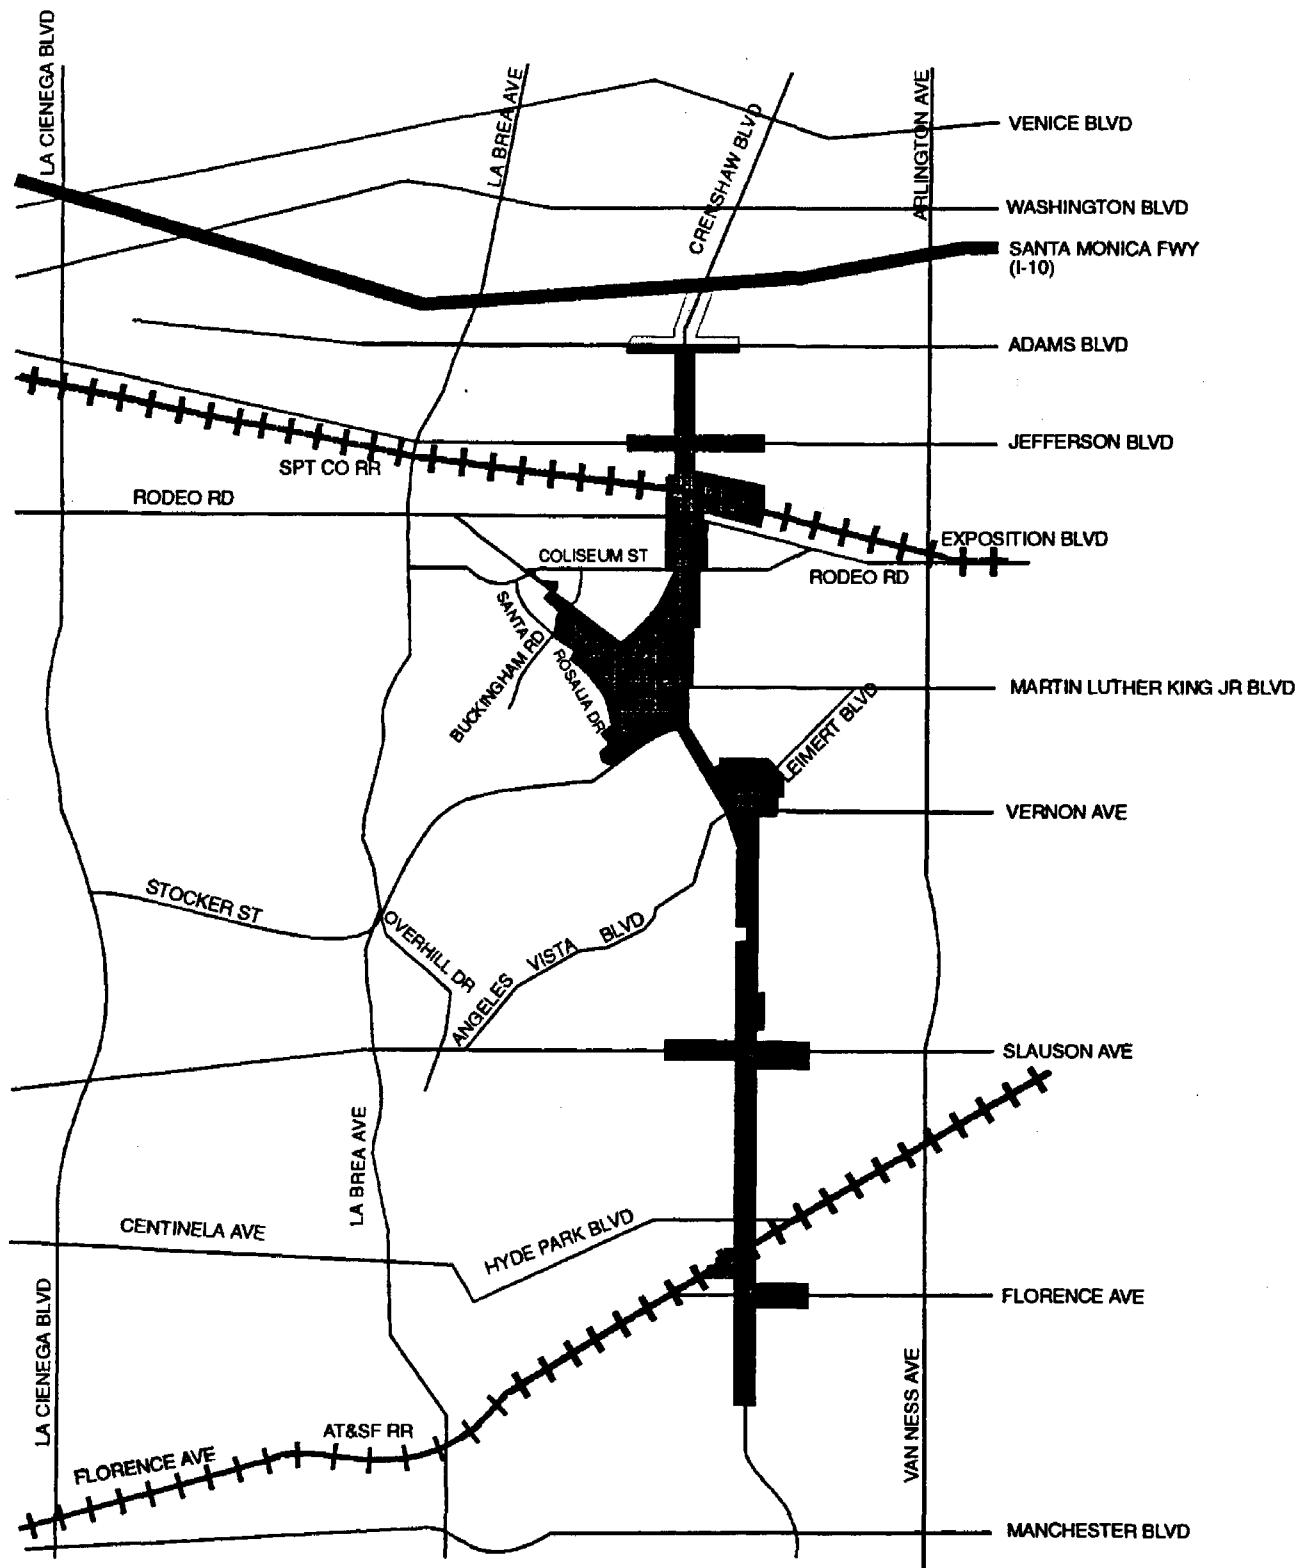 LA CIENEGA BLVD
LA BREA AVE
CRENSHAW BLVD
ARLINGTON AVE
VENICE BLVD
WASHINGTON BLVD
SANTA MONICA FWY
(I-10)
ADAMS BLVD
JEFFERSON BLVD
SPT CO RR
RODEO RD
EXPOSITION BLVD
COLISEUM ST
RODEO RD
SANTA
ROSALIA DR
BUCKINGHAM RD
MARTIN LUTHER KING JR BLVD
LEIMERT BLVD
VERNON AVE
STOCKER ST
OVERHILL DR
ANGELES VISTA BLVD
SLAUSON AVE
LA BREA AVE
CENTINELA AVE
HYDE PARK BLVD
LA CIENEGA BLVD
FLORENCE AVE
VAN NESS AVE
AT&SF RR
FLORENCE AVE
MANCHESTER BLVD